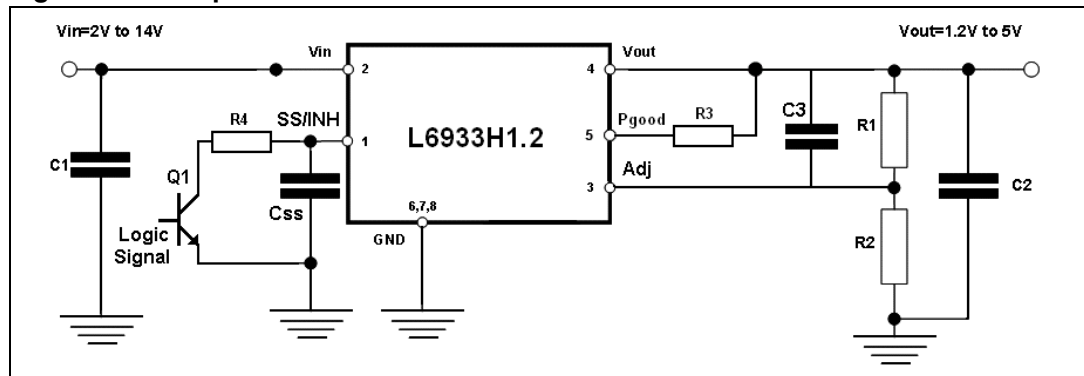 Vin=2V to 14V
Vout=1.2V to 5V
Vin
Vout
2
4
R4
SS/INH
1
L6933H1.2
Pgood
5
R3
C3
R1
C1
Q1
Css
Adj
3
C2
Logic
Signal
6,7,8
GND
R2